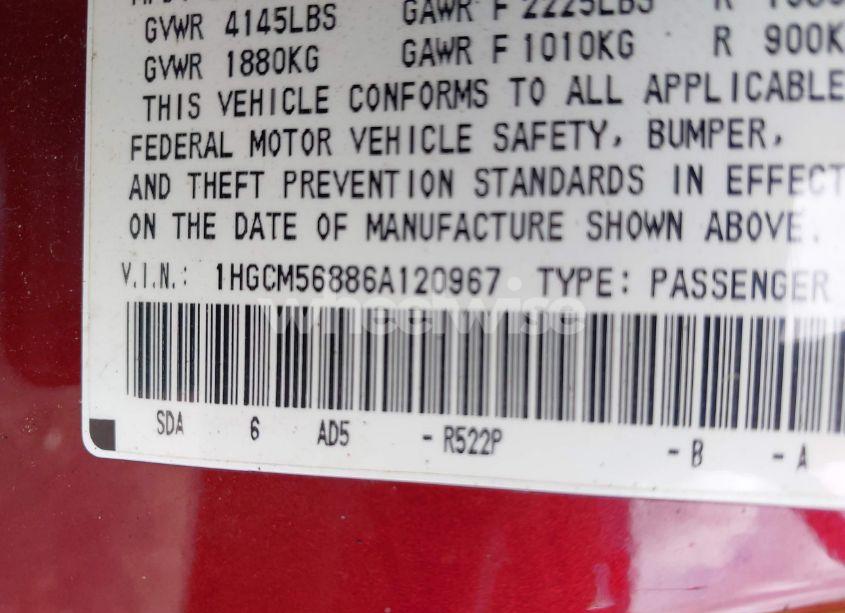 GVWR 4145LBS GAWR F 2225LBS R
GVWR 1880KG GAWR F 1010KG R 900K
THIS VEHICLE CONFORMS TO ALL APPLICABLE
FEDERAL MOTOR VEHICLE SAFETY, BUMPER,
AND THEFT PREVENTION STANDARDS IN EFFECT
ON THE DATE OF MANUFACTURE SHOWN ABOVE.
V.I.N.: 1HGCM56886A120967 TYPE: PASSENGER
wheelwise
SDA 6 AD5 - R522P - B - A